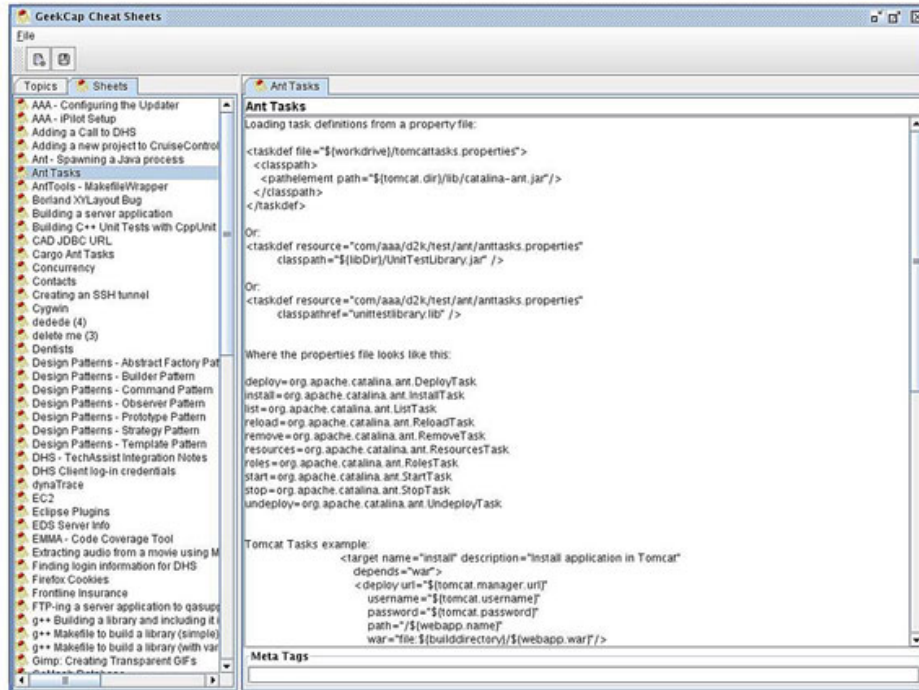 GeekCap Cheat Sheets
File
Topics
Sheets
AAA - Configuring the Updater
AAA - iPilot Setup
Adding a Call to DHS
Adding a new project to CruiseControl
Ant - Spawning a Java process
Ant Tasks
AntTools - MakefileWrapper
Borland XYLayout Bug
Building a server application
Building C++ Unit Tests with CppUnit
CAD JDBC URL
Cargo Ant Tasks
Concurrency
Contacts
Creating an SSH tunnel
Cygwin
dedede (4)
delete me (3)
Dentists
Design Patterns - Abstract Factory Pat
Design Patterns - Builder Pattern
Design Patterns - Command Pattern
Design Patterns - Observer Pattern
Design Patterns - Prototype Pattern
Design Patterns - Strategy Pattern
Design Patterns - Template Pattern
DHS - TechAssist Integration Notes
DHS Client log-in credentials
dynaTrace
EC2
Eclipse Plugins
EDS Server Info
EMMA - Code Coverage Tool
Extracting audio from a movie using M
Finding login information for DHS
Firefox Cookies
Frontline Insurance
FTP-ing a server application to qasupp
g++ Building a library and including it i
g++ Makefile to build a library (simple)
g++ Makefile to build a library (with var
Gimp: Creating Transparent GIFs
Ant Tasks
Ant Tasks
Loading task definitions from a property file:
<taskdef file="${workdrive}/tomcattasks.properties">
<classpath>
<pathelement path="${tomcat.dir}/lib/catalina-ant.jar"/>
</classpath>
</taskdef>
Or:
<taskdef resource="com/aaa/d2k/test/ant/anttasks.properties"
classpath="${libDir}/UnitTestLibrary.jar" />
Or:
<taskdef resource="com/aaa/d2k/test/ant/anttasks.properties"
classpathref="unittestlibrary.lib" />
Where the properties file looks like this:
deploy=org.apache.catalina.ant.DeployTask
install=org.apache.catalina.ant.InstallTask
list=org.apache.catalina.ant.ListTask
reload=org.apache.catalina.ant.ReloadTask
remove=org.apache.catalina.ant.RemoveTask
resources=org.apache.catalina.ant.ResourcesTask
roles=org.apache.catalina.ant.RolesTask
start=org.apache.catalina.ant.StartTask
stop=org.apache.catalina.ant.StopTask
undeploy=org.apache.catalina.ant.UndeployTask
Tomcat Tasks example:
<target name="install" description="Install application in Tomcat"
depends="war">
<deploy url="${tomcat.manager.url}"
username="${tomcat.username}"
password="${tomcat.password}"
path="/${webapp.name}"
war="file:${builddirectory}/${webapp.war}"/>
Meta Tags